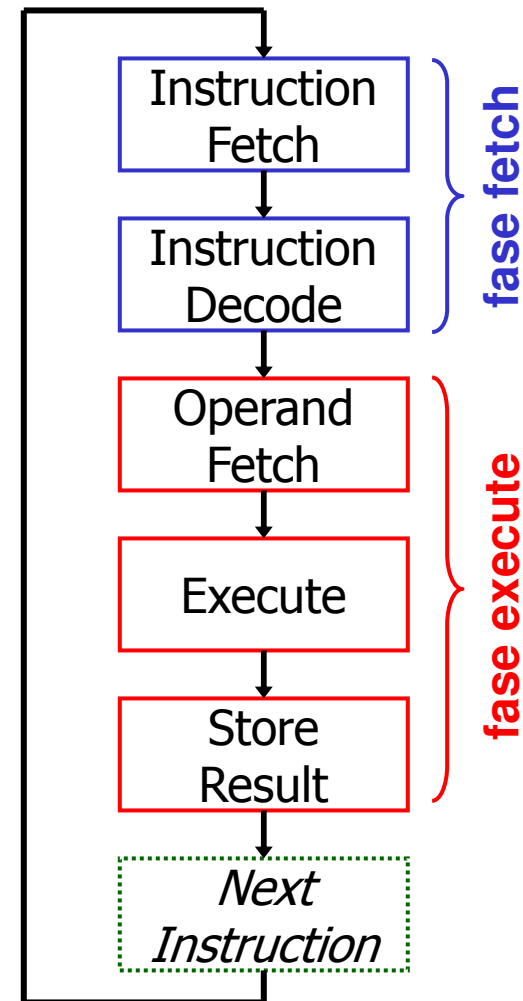 Instruction
Fetch
Instruction
Decode
fase fetch
Operand
Fetch
Execute
Store
Result
fase execute
Next
Instruction